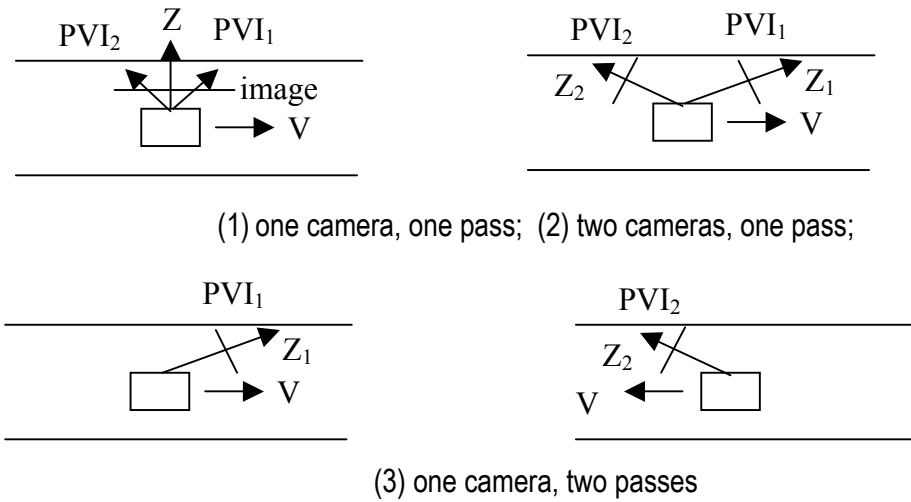 Z
PVI₂ PVI₁
image
V
PVI₂ PVI₁
Z₂ Z₁
V
(1) one camera, one pass; (2) two cameras, one pass;
PVI₁
Z₁
V
PVI₂
Z₂
V
(3) one camera, two passes